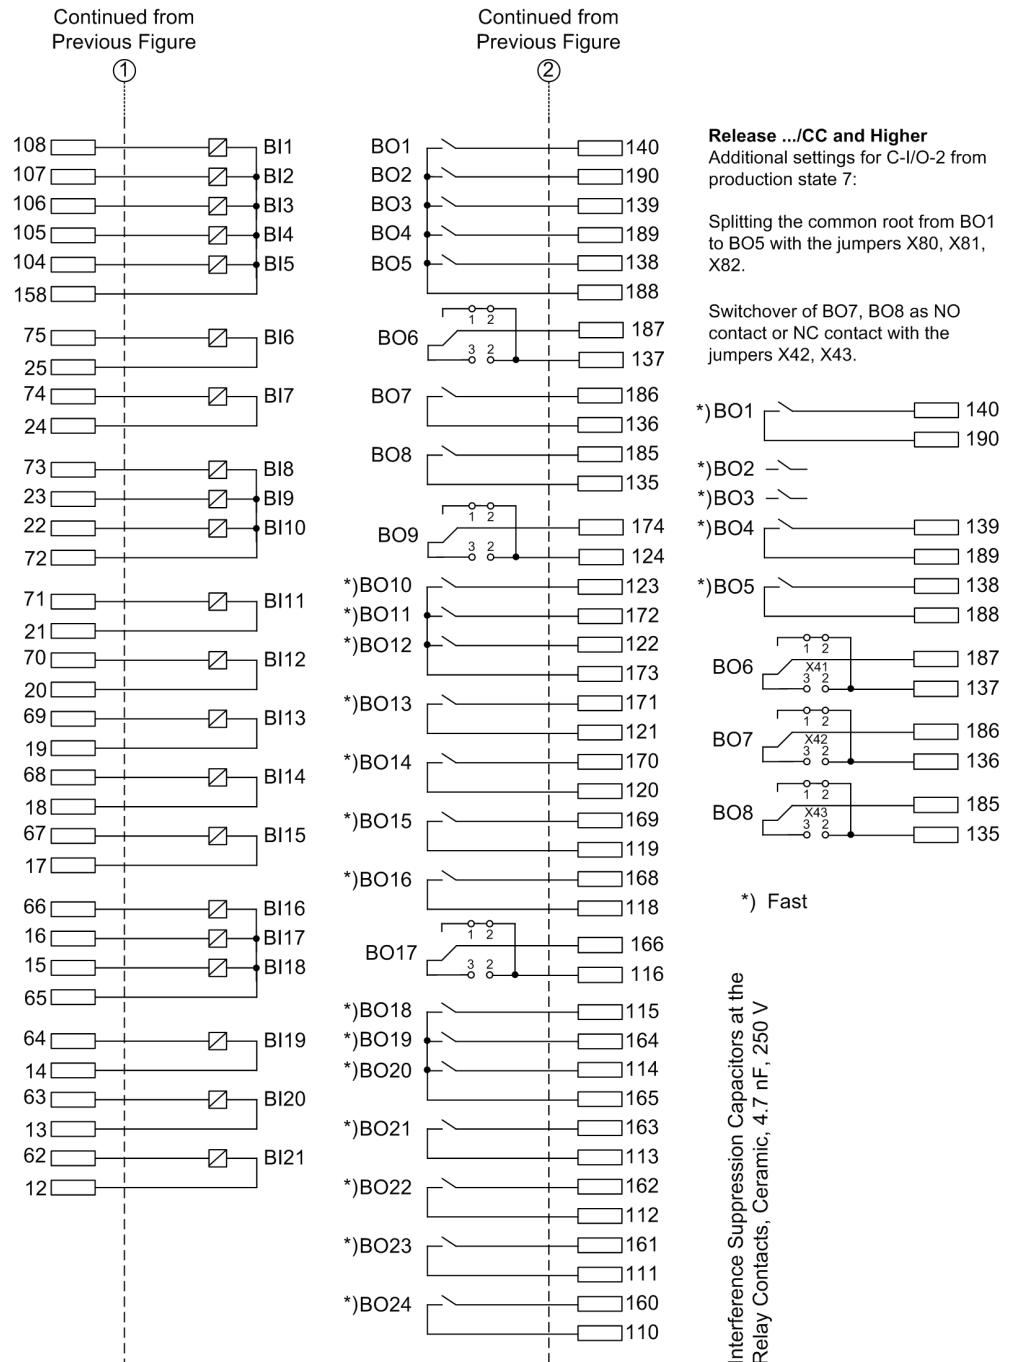 Continued from
Previous Figure
1
108 BI1
107 BI2
106 BI3
105 BI4
104 BI5
158
75 BI6
25
74 BI7
24
73 BI8
23 BI9
22 BI10
72
71 BI11
21
70 BI12
20
69 BI13
19
68 BI14
18
67 BI15
17
66 BI16
16 BI17
15 BI18
65
64 BI19
14
63 BI20
13
62 BI21
12
Continued from
Previous Figure
2
BO1 140
BO2 190
BO3 139
BO4 189
BO5 138
188
1 2
BO6 187
3 2
137
BO7 186
136
BO8 185
135
1 2
BO9 174
3 2
124
*)BO10 123
*)BO11 172
*)BO12 122
173
*)BO13 171
121
*)BO14 170
120
*)BO15 169
119
*)BO16 168
118
1 2
BO17 166
3 2
116
*)BO18 115
*)BO19 164
*)BO20 114
165
*)BO21 163
113
*)BO22 162
112
*)BO23 161
111
*)BO24 160
110
Release .../CC and Higher
Additional settings for C-I/O-2 from
production state 7:
Splitting the common root from BO1
to BO5 with the jumpers X80, X81,
X82.
Switchover of BO7, BO8 as NO
contact or NC contact with the
jumpers X42, X43.
*)BO1 140
190
*)BO2
*)BO3
*)BO4 139
189
*)BO5 138
188
1 2
BO6 X41 187
3 2
137
1 2
BO7 X42 186
3 2
136
1 2
BO8 X43 185
3 2
135
*) Fast
Interference Suppression Capacitors at the
Relay Contacts, Ceramic, 4.7 nF, 250 V